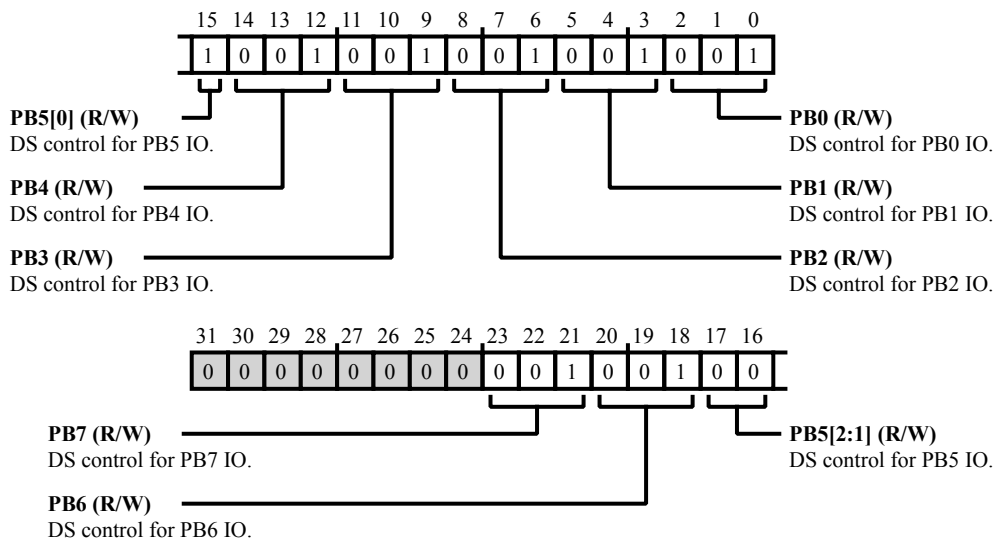 15 14 13 12 11 10 9 8 7 6 5 4 3 2 1 0
1 0 0 1 0 0 1 0 0 1 0 0 1 0 0 1
PB5[0] (R/W)
DS control for PB5 IO.
PB4 (R/W)
DS control for PB4 IO.
PB3 (R/W)
DS control for PB3 IO.
PB0 (R/W)
DS control for PB0 IO.
PB1 (R/W)
DS control for PB1 IO.
PB2 (R/W)
DS control for PB2 IO.
31 30 29 28 27 26 25 24 23 22 21 20 19 18 17 16
0 0 0 0 0 0 0 0 0 0 1 0 0 1 0 0
PB7 (R/W)
DS control for PB7 IO.
PB6 (R/W)
DS control for PB6 IO.
PB5[2:1] (R/W)
DS control for PB5 IO.